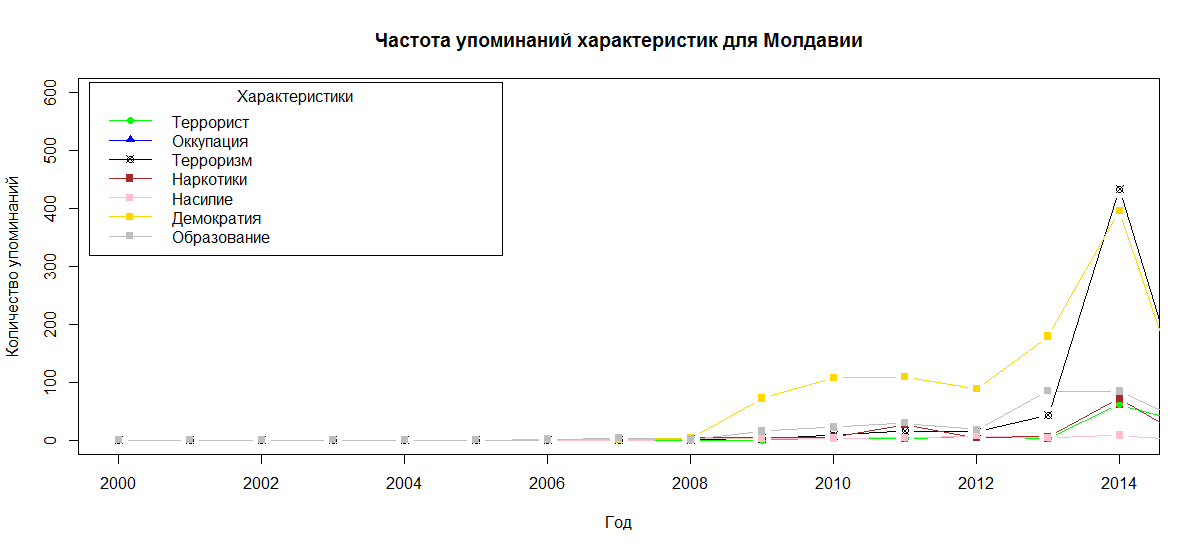 Частота упоминаний характеристик для Молдавии
Количество упоминаний
600
500
400
300
200
100
0
Характеристики
Террорист
Оккупация
Терроризм
Наркотики
Насилие
Демократия
Образование
2000 2002 2004 2006 2008 2010 2012 2014
Год